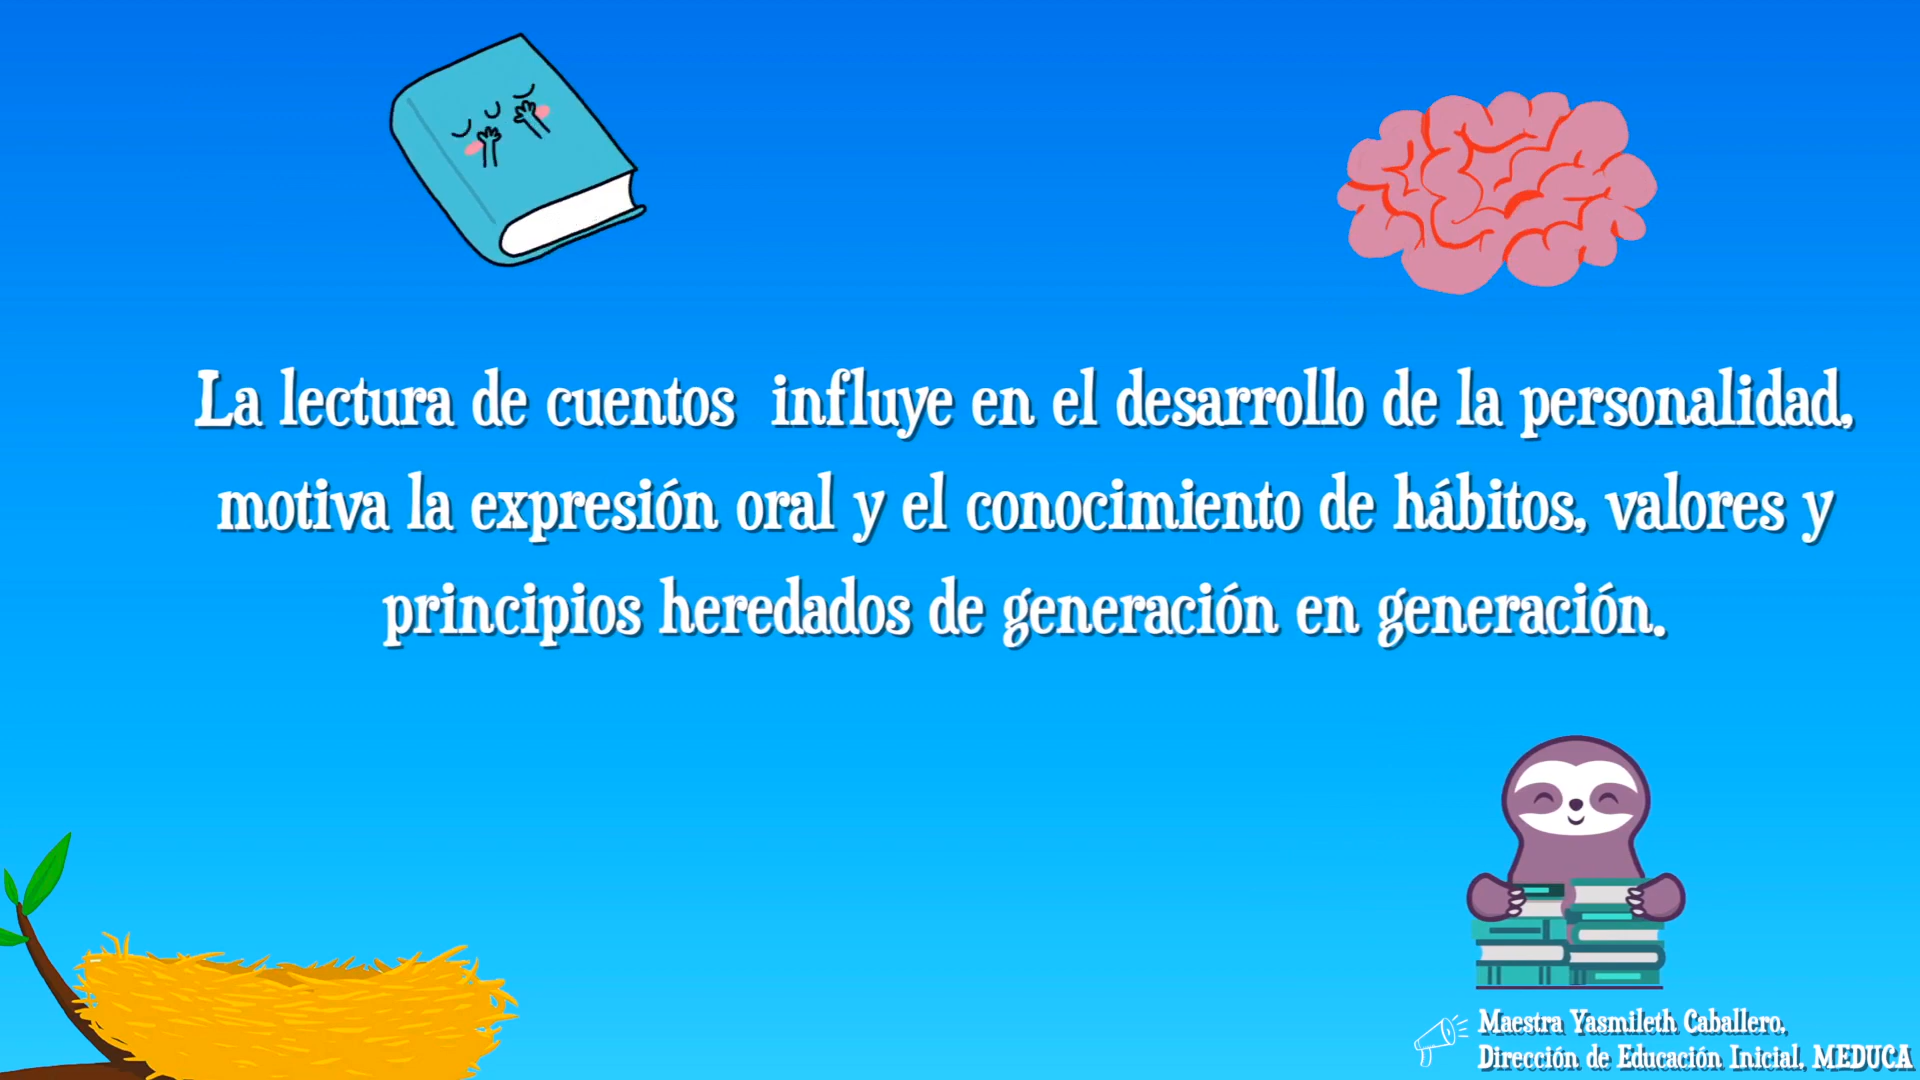 La lectura de cuentos  influye en el desarrollo de la personalidad,
motiva la expresión oral y el conocimiento de hábitos, valores y
principios heredados de generación en generación.
Maestra Yasmileth Caballero.
Dirección de Educación Inicial, MEDUCA